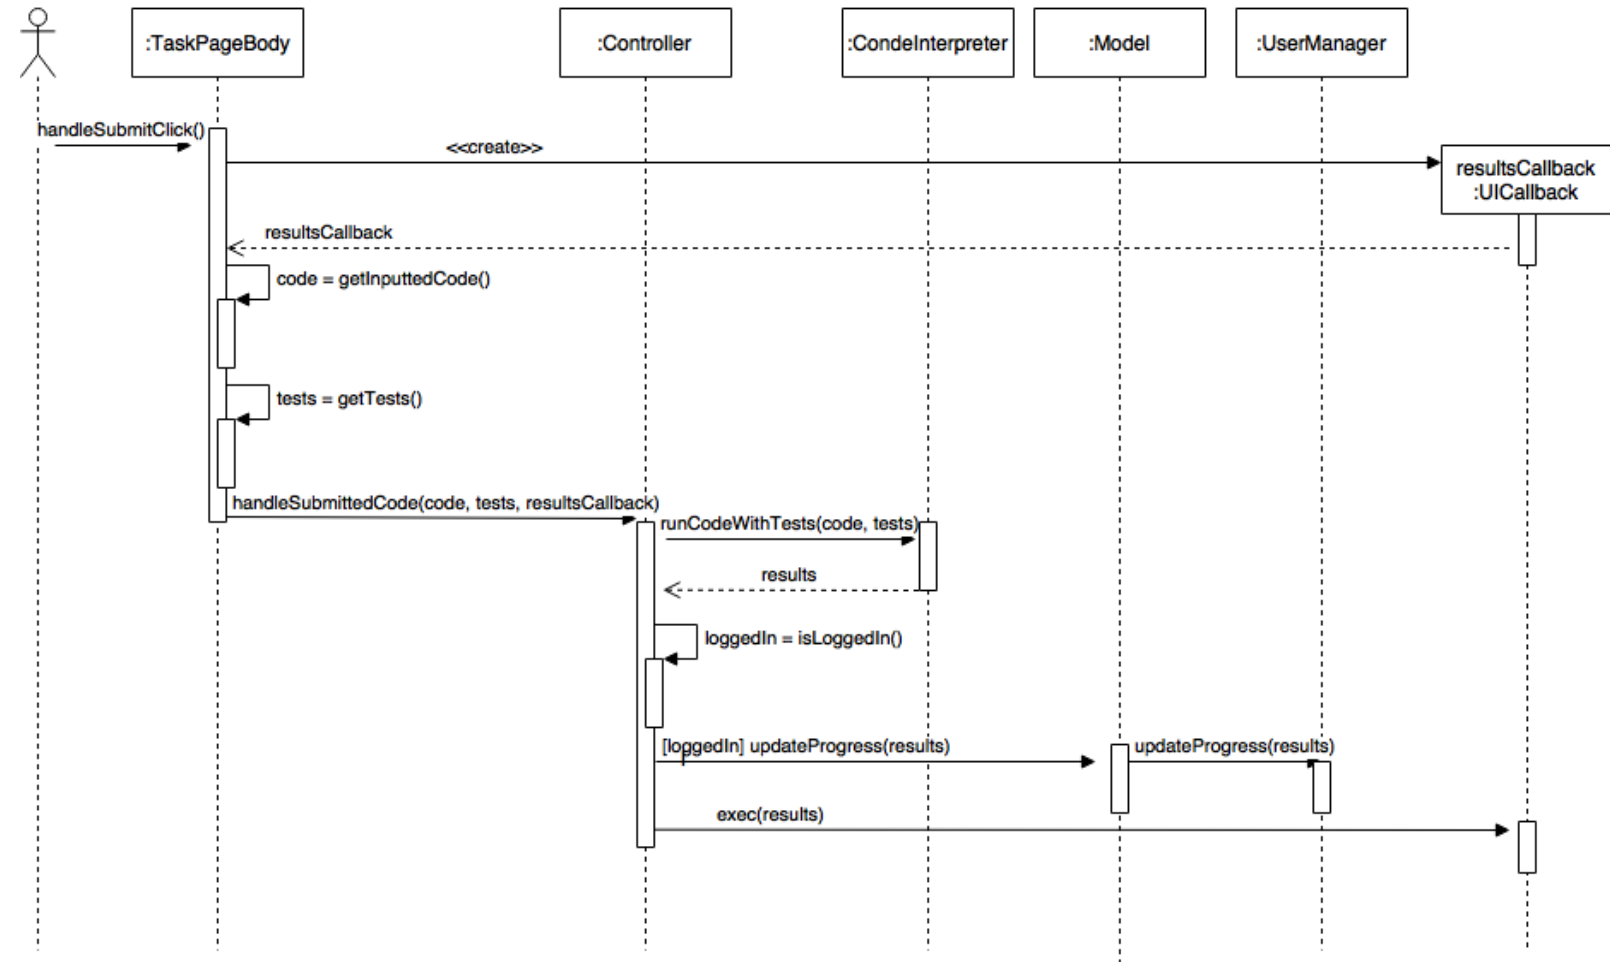 :TaskPageBody
:Controller
:CondeInterpreter
:Model
:UserManager
handleSubmitClick()
<<create>>
resultsCallback
:UICallback
resultsCallback
code = getInputtedCode()
tests = getTests()
handleSubmittedCode(code, tests, resultsCallback)
runCodeWithTests(code, tests)
results
loggedIn = isLoggedIn()
[loggedIn] updateProgress(results)
updateProgress(results)
exec(results)